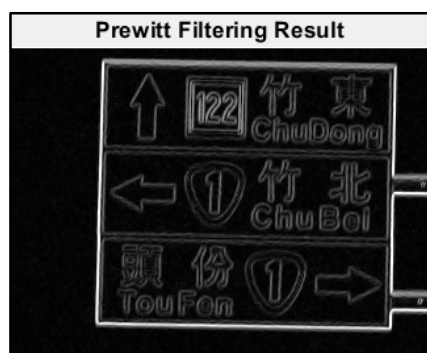 Prewitt Filtering Result
122 竹東
ChuDong
1 竹北
ChuBei
頭份 1
TouFen